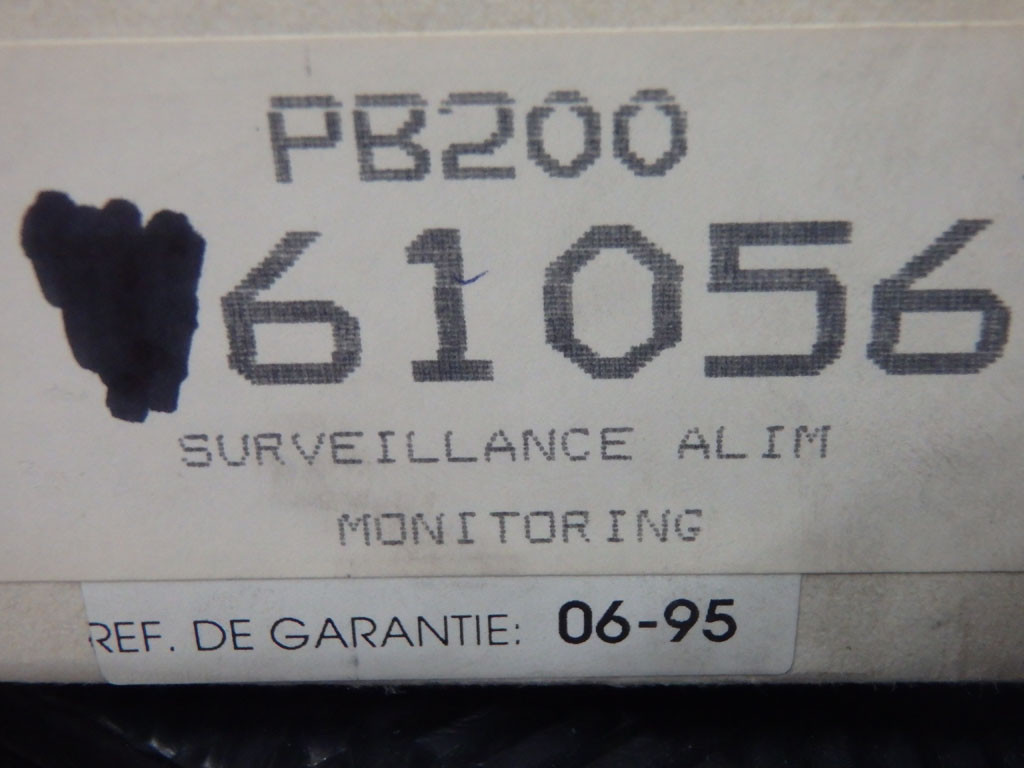 PB200
61056
SURVEILLANCE ALIM
MONITORING
REF. DE GARANTIE: 06-95